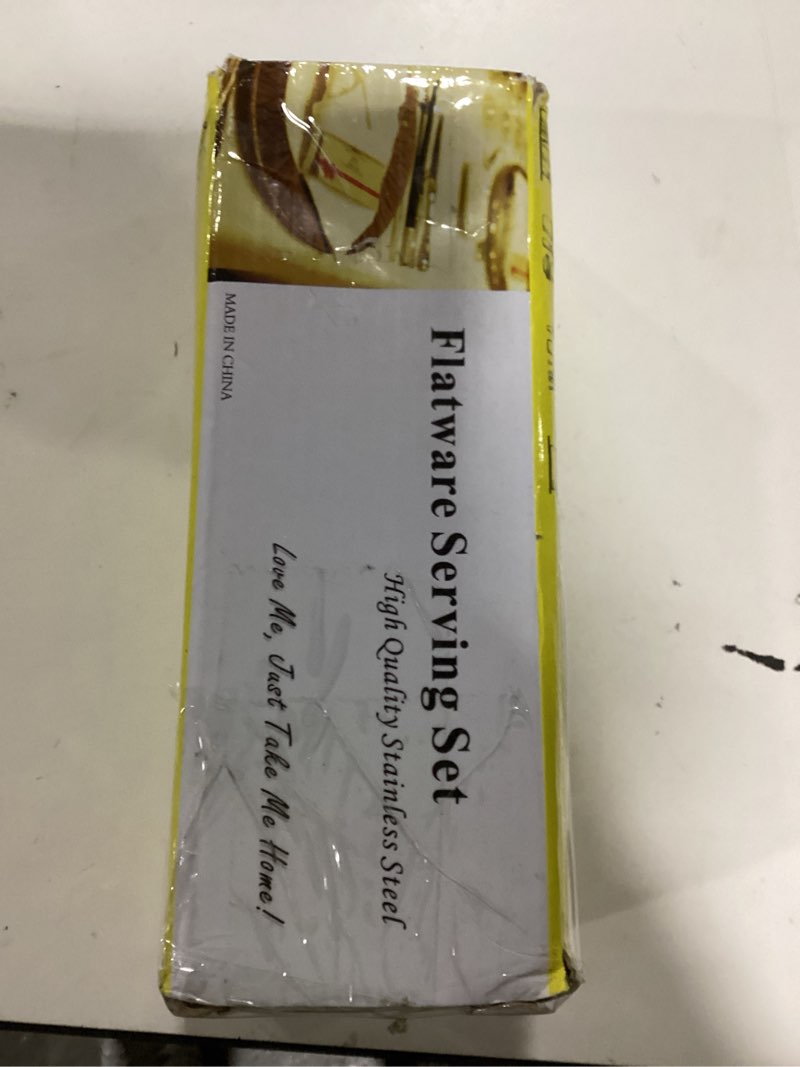 Flatware Serving Set
High Quality Stainless Steel
Love Me, Just Take Me Home!
MADE IN CHINA